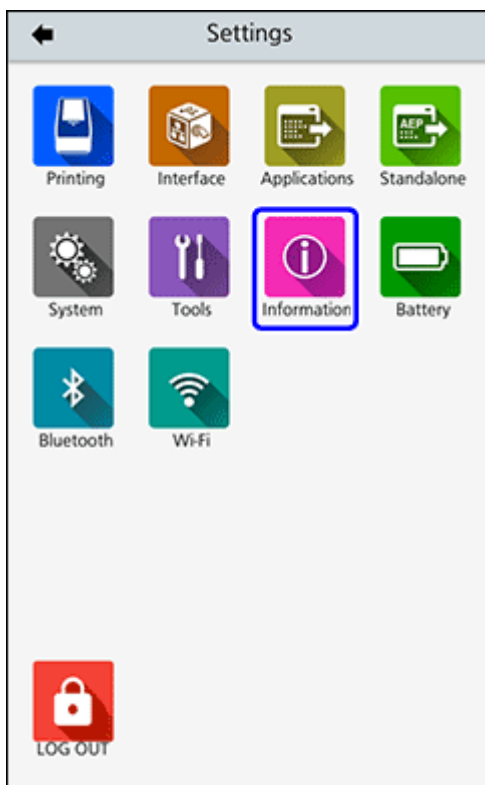 Settings
Printing Interface Applications Standalone
AEP
System Tools Information Battery
Bluetooth Wi-Fi
LOG OUT